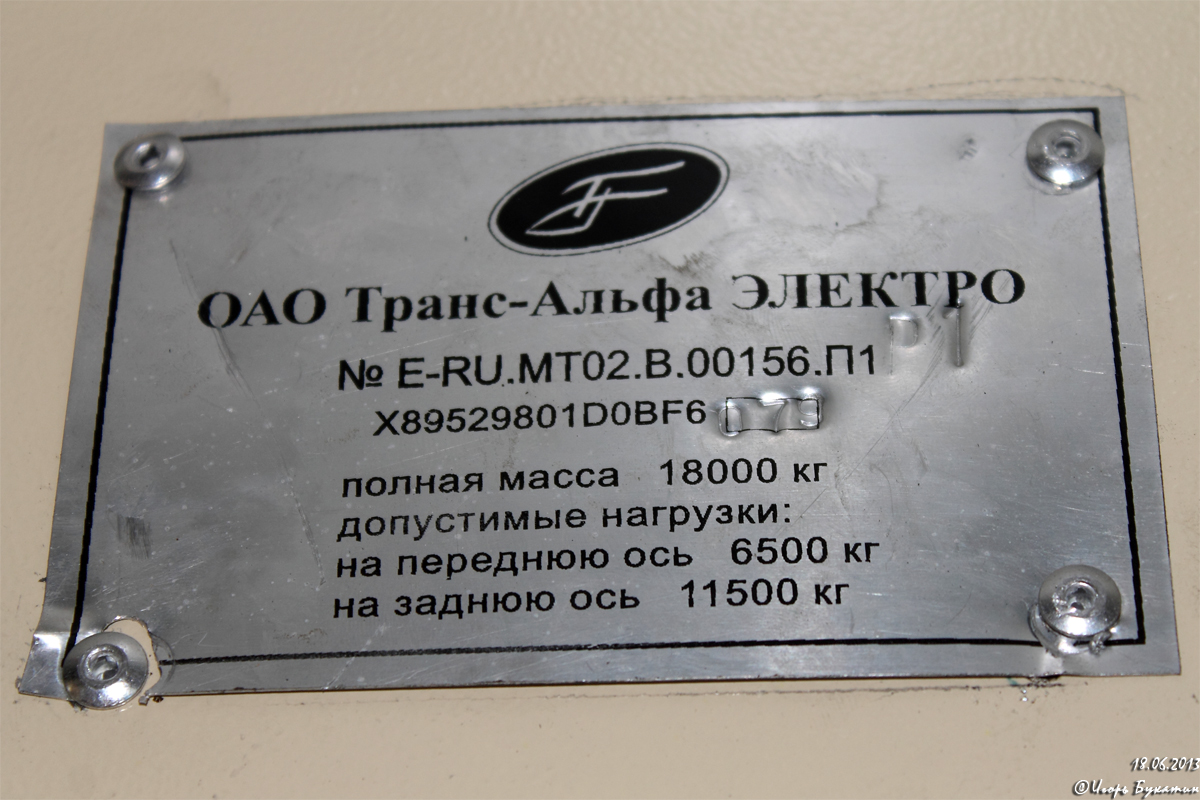 ОАО Транс-Альфа ЭЛЕКТРО
№ E-RU.MT02.B.00156.П1 Р1
X89529801D0BF6
полная масса 18000 кг
допустимые нагрузки:
на переднюю ось 6500 кг
на заднюю ось 11500 кг
18.06.2013
©Игорь Букатин